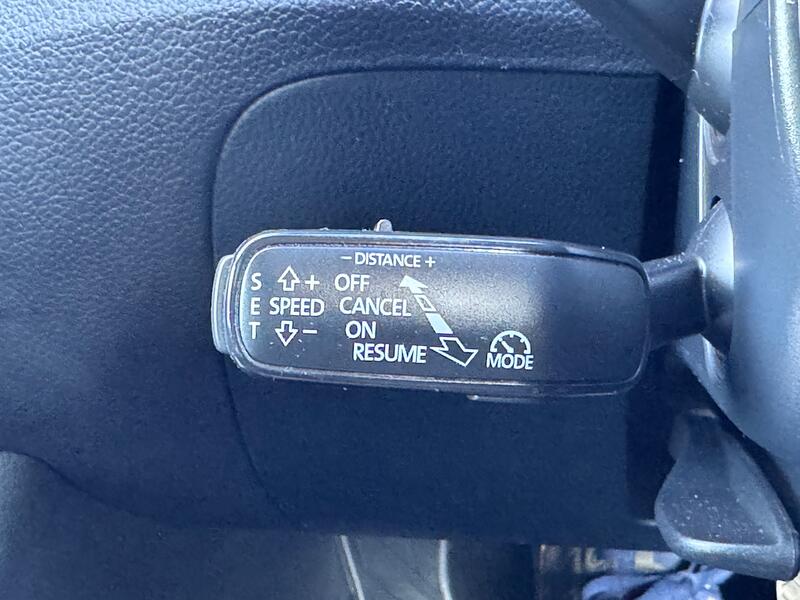 – DISTANCE +
S + OFF
E SPEED CANCEL
T – ON
RESUME
MODE